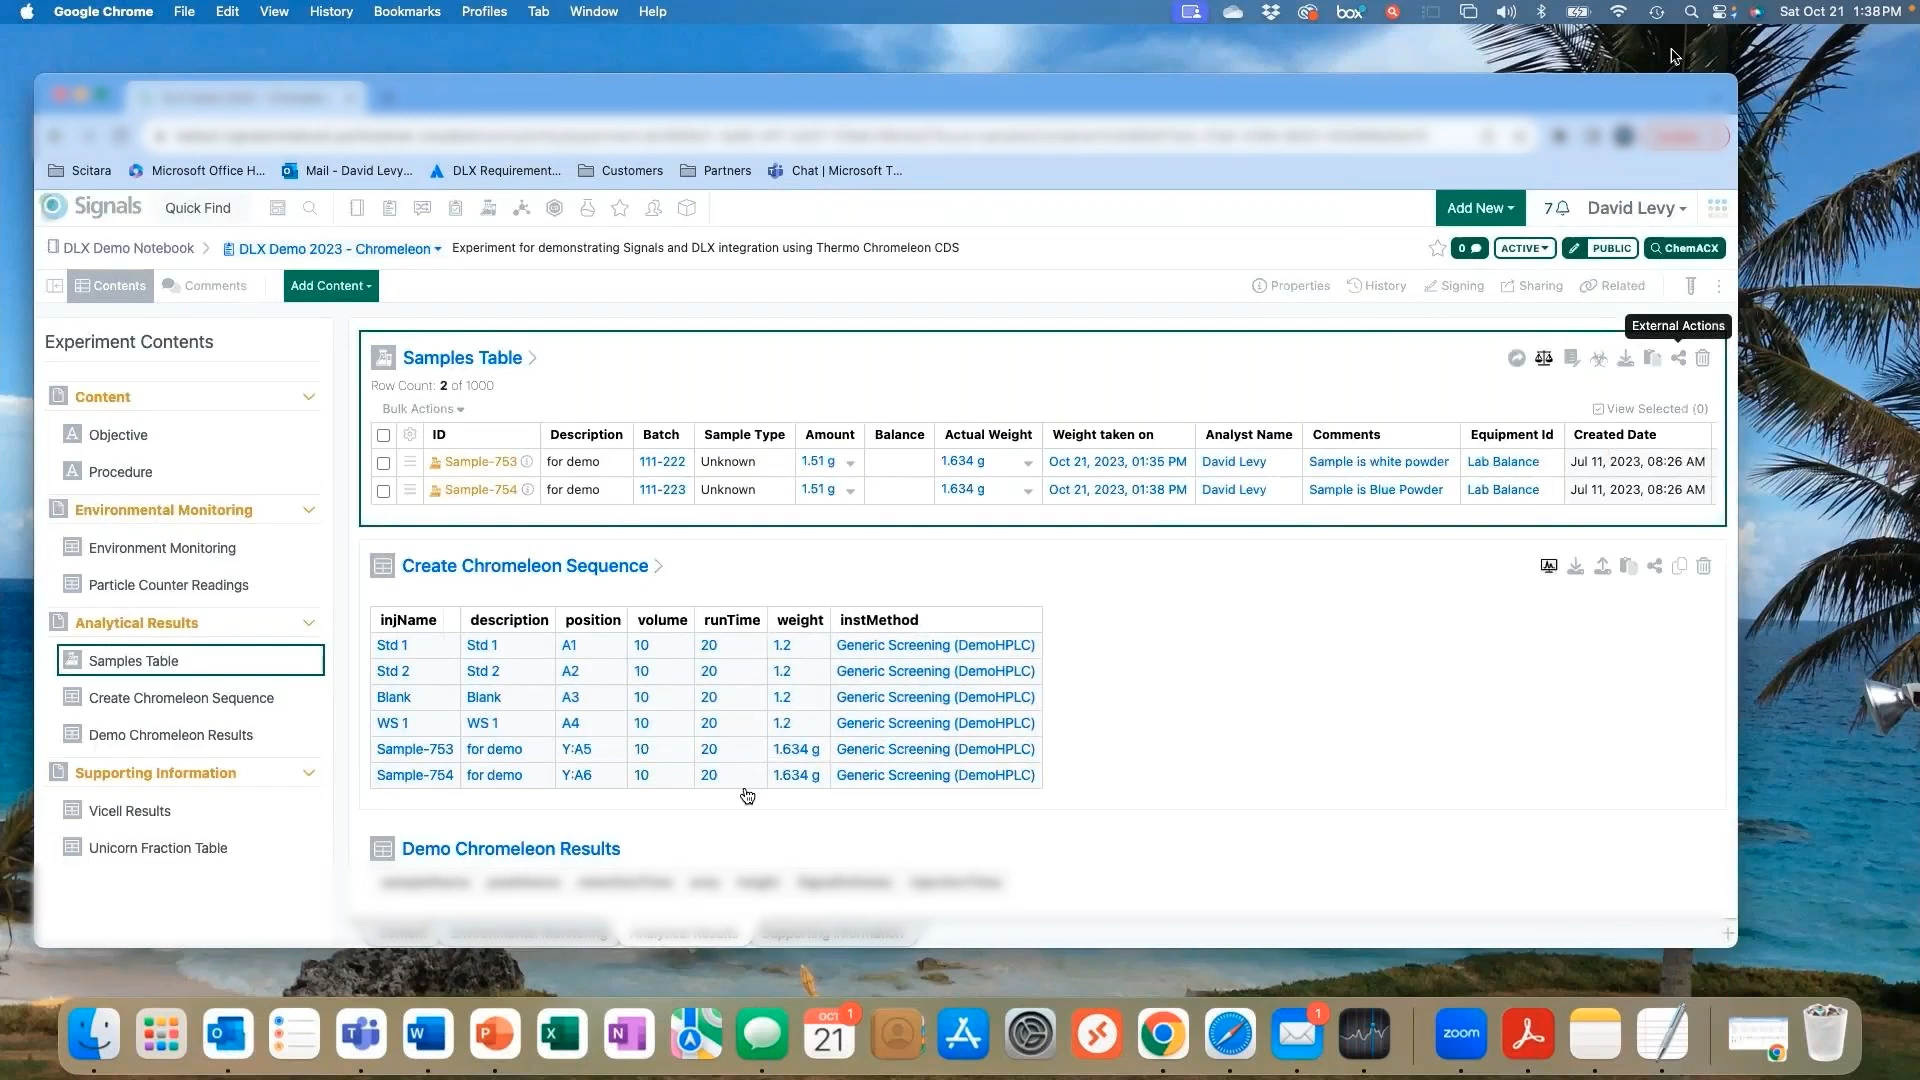 Google Chrome File Edit View History Bookmarks Profiles Tab Window Help box Sat Oct 21 1:38 PM
Scitara Microsoft Office H... Mail - David Levy... DLX Requirement... Customers Partners Chat | Microsoft T...
Signals Quick Find Add New 7 David Levy
DLX Demo Notebook DLX Demo 2023 - Chromeleon Experiment for demonstrating Signals and DLX integration using Thermo Chromeleon CDS 0 ACTIVE PUBLIC ChemACX
Contents Comments Add Content Properties History Signing Sharing Related
External Actions
Experiment Contents
Content
Objective
Procedure
Environmental Monitoring
Environment Monitoring
Particle Counter Readings
Analytical Results
Samples Table
Create Chromeleon Sequence
Demo Chromeleon Results
Supporting Information
Vicell Results
Unicorn Fraction Table
Samples Table
Row Count: 2 of 1000
Bulk Actions View Selected (0)
ID Description Batch Sample Type Amount Balance Actual Weight Weight taken on Analyst Name Comments Equipment Id Created Date
Sample-753 for demo 111-222 Unknown 1.51 g 1.634 g Oct 21, 2023, 01:35 PM David Levy Sample is white powder Lab Balance Jul 11, 2023, 08:26 AM
Sample-754 for demo 111-223 Unknown 1.51 g 1.634 g Oct 21, 2023, 01:38 PM David Levy Sample is Blue Powder Lab Balance Jul 11, 2023, 08:26 AM
Create Chromeleon Sequence
injName description position volume runTime weight instMethod
Std 1 Std 1 A1 10 20 1.2 Generic Screening (DemoHPLC)
Std 2 Std 2 A2 10 20 1.2 Generic Screening (DemoHPLC)
Blank Blank A3 10 20 1.2 Generic Screening (DemoHPLC)
WS 1 WS 1 A4 10 20 1.2 Generic Screening (DemoHPLC)
Sample-753 for demo Y:A5 10 20 1.634 g Generic Screening (DemoHPLC)
Sample-754 for demo Y:A6 10 20 1.634 g Generic Screening (DemoHPLC)
Demo Chromeleon Results
OCT 21 1 1 zoom